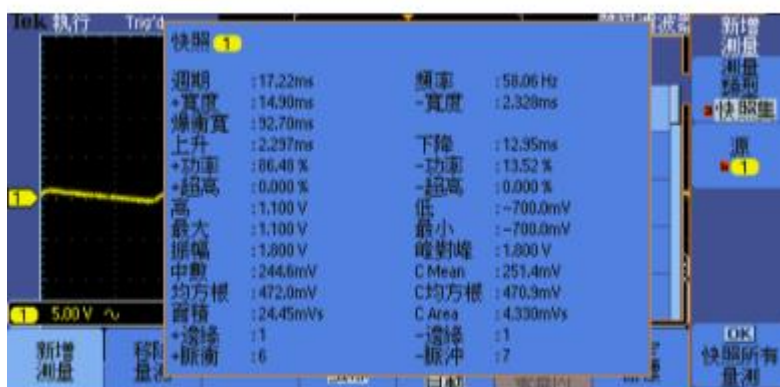 Tek 執行 Trig'd
快照 1
週期 :17.22ms 頻率 :58.06 Hz
+寬度 :14.90ms -寬度 :2.328ms
爆衝寬 :92.70ms
上升 :2.297ms 下降 :12.95ms
+功率 :86.48 % -功率 :13.52 %
+超高 :0.000 % -超高 :0.000 %
高 :1.100 V 低 :-700.0mV
最大 :1.100 V 最小 :-700.0mV
振幅 :1.800 V 峰對峰 :1.800 V
中數 :244.6mV C Mean :251.4mV
均方根 :472.0mV C均方根 :470.9mV
面積 :24.45mVs C Area :4.330mVs
+邊緣 :1 -邊緣 :1
+脈衝 :6 -脈沖 :7
1
1 5.00 V
新增
測量
新增
測量
測量
類型
快照集
源
1
OK
快照所有
量測